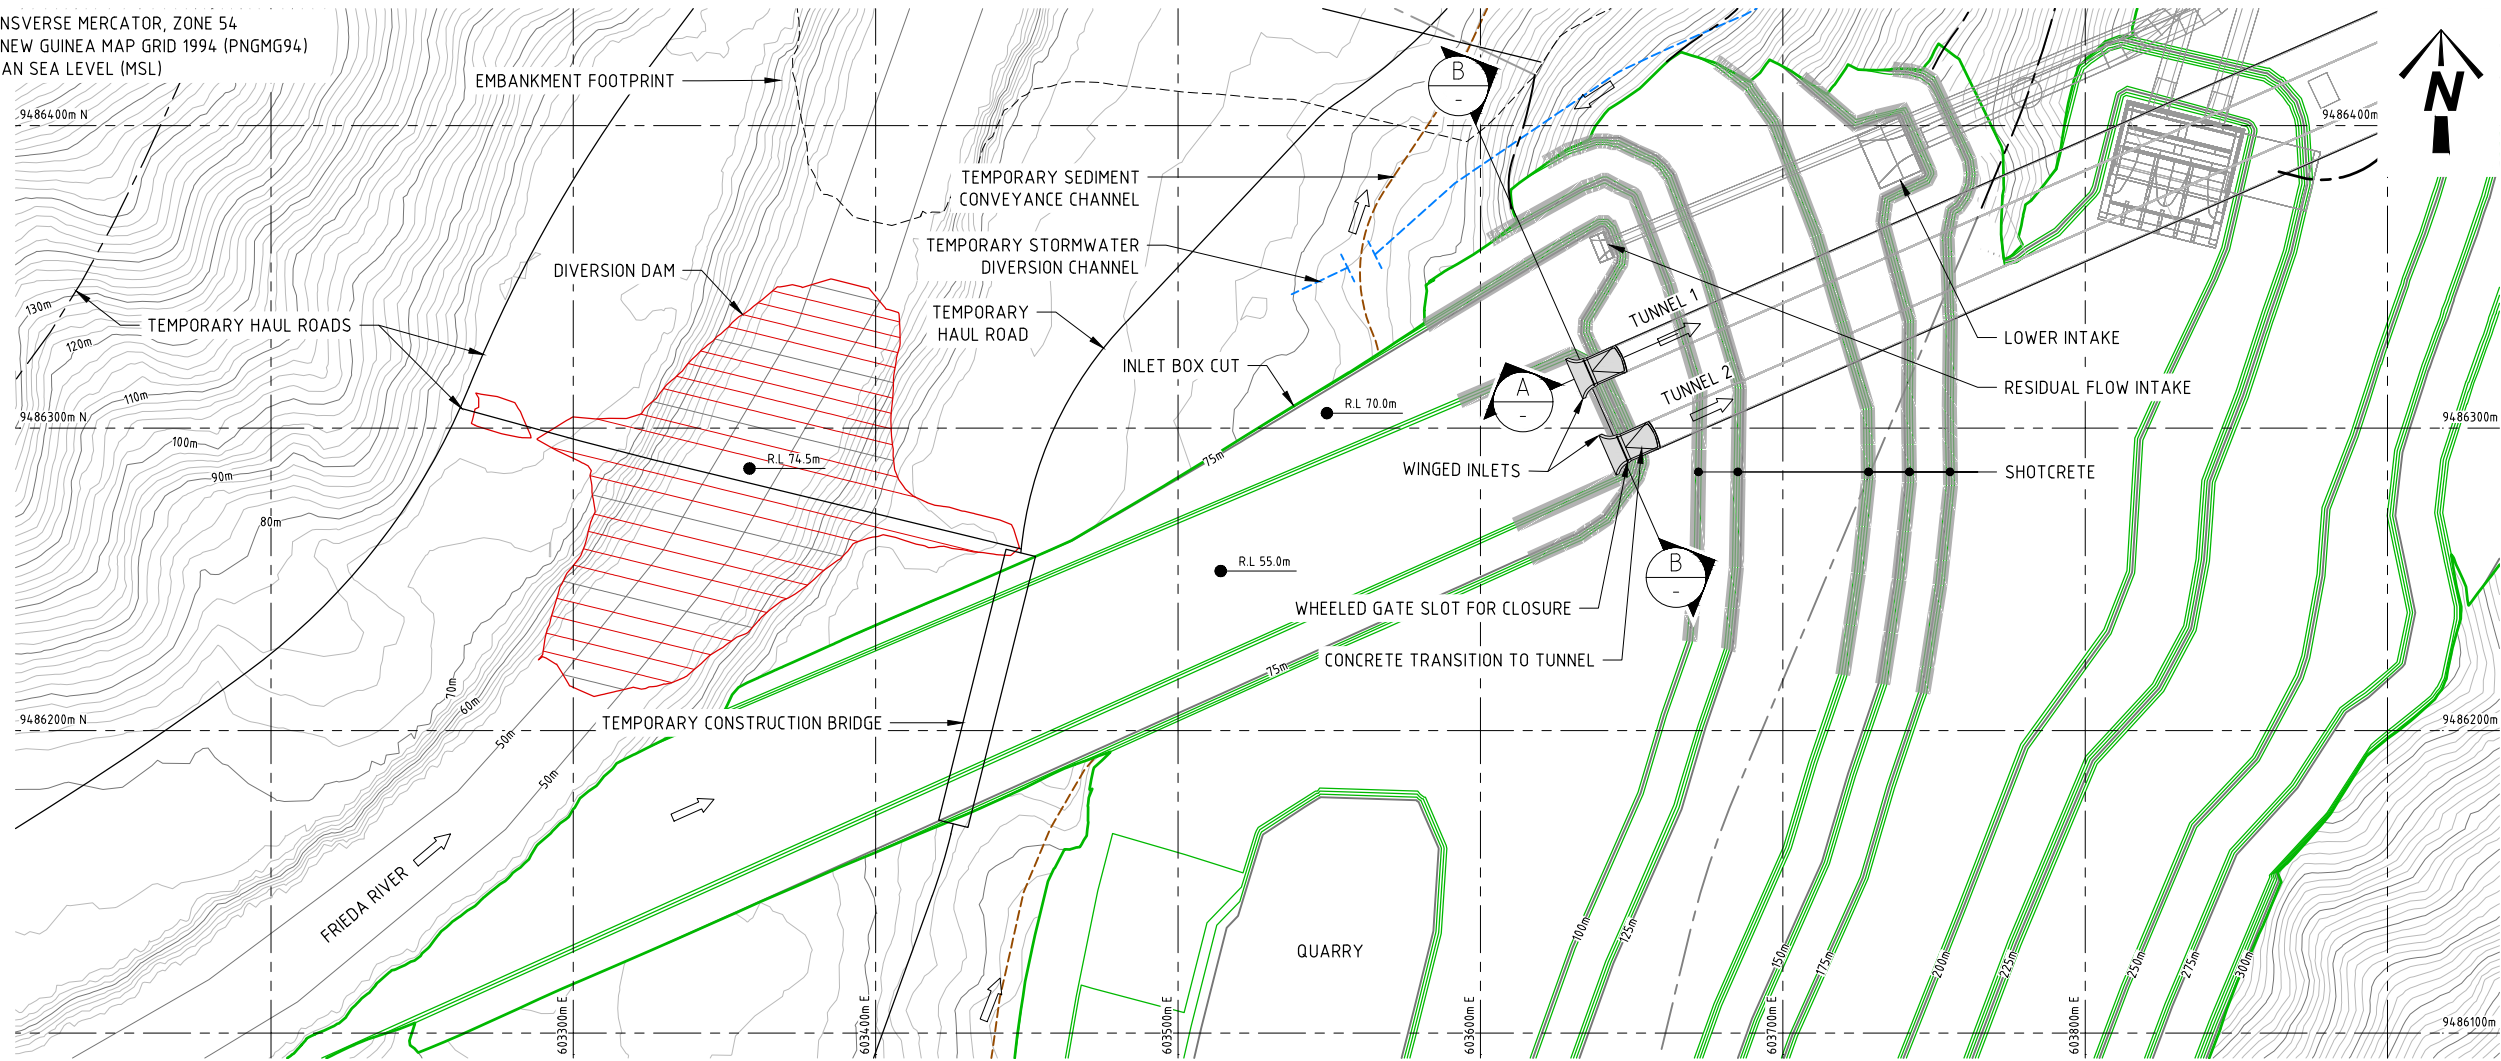 NSVERSE MERCATOR, ZONE 54
NEW GUINEA MAP GRID 1994 (PNGMG94)
AN SEA LEVEL (MSL)
EMBANKMENT FOOTPRINT
B
-
N
9486400m N
9486400m
TEMPORARY SEDIMENT
CONVEYANCE CHANNEL
TEMPORARY STORMWATER
DIVERSION CHANNEL
DIVERSION DAM
130m
TEMPORARY
HAUL ROAD
TUNNEL 1
TEMPORARY HAUL ROADS
120m
LOWER INTAKE
INLET BOX CUT
TUNNEL 2
RESIDUAL FLOW INTAKE
A
-
110m
R.L 70.0m
9486300m N
9486300m
100m
R.L 74.5m
75m
WINGED INLETS
SHOTCRETE
90m
80m
R.L 55.0m
B
-
WHEELED GATE SLOT FOR CLOSURE
CONCRETE TRANSITION TO TUNNEL
75m
70m
60m
9486200m N
TEMPORARY CONSTRUCTION BRIDGE
9486200m
50m
50m
FRIEDA RIVER
QUARRY
100m
125m
150m
175m
200m
225m
250m
275m
300m
603300m E
603400m E
603500m E
603600m E
603700m E
603800m E
9486100m